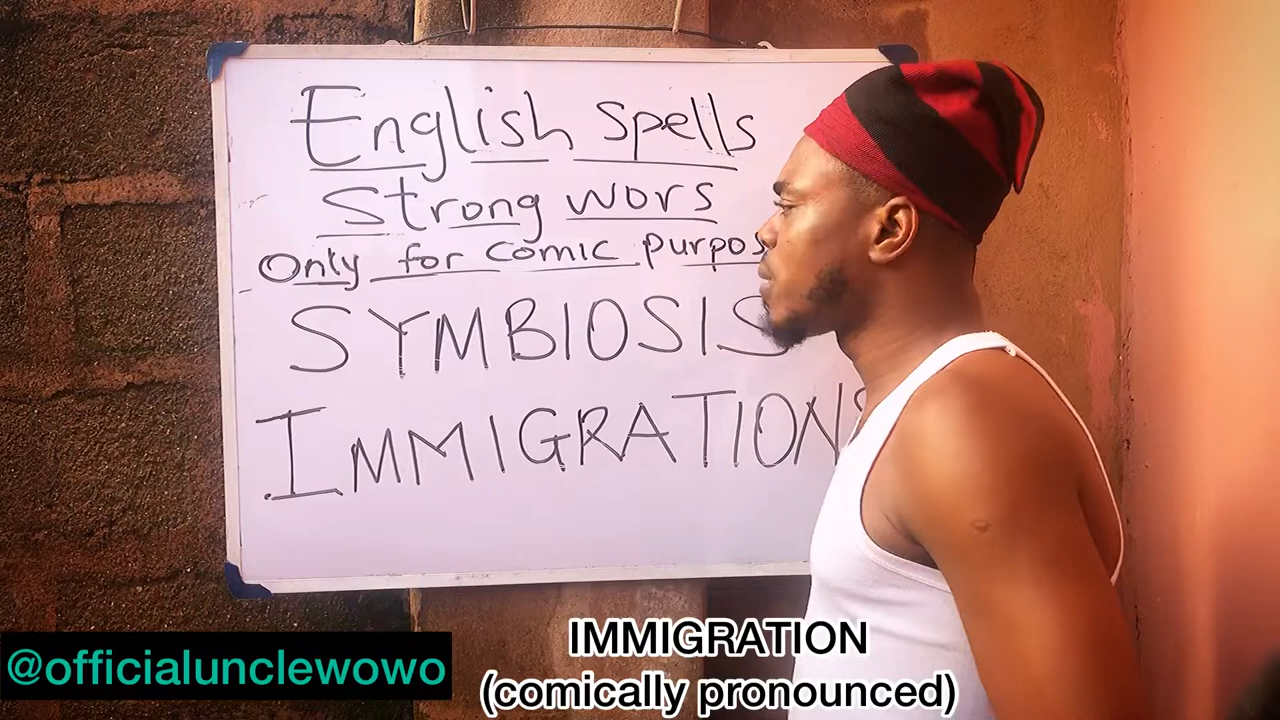 English spells
Strong wors
Only for comic purpos
SYMBIOSIS
IMMIGRATION
@officialunclewowo
IMMIGRATION
(comically pronounced)